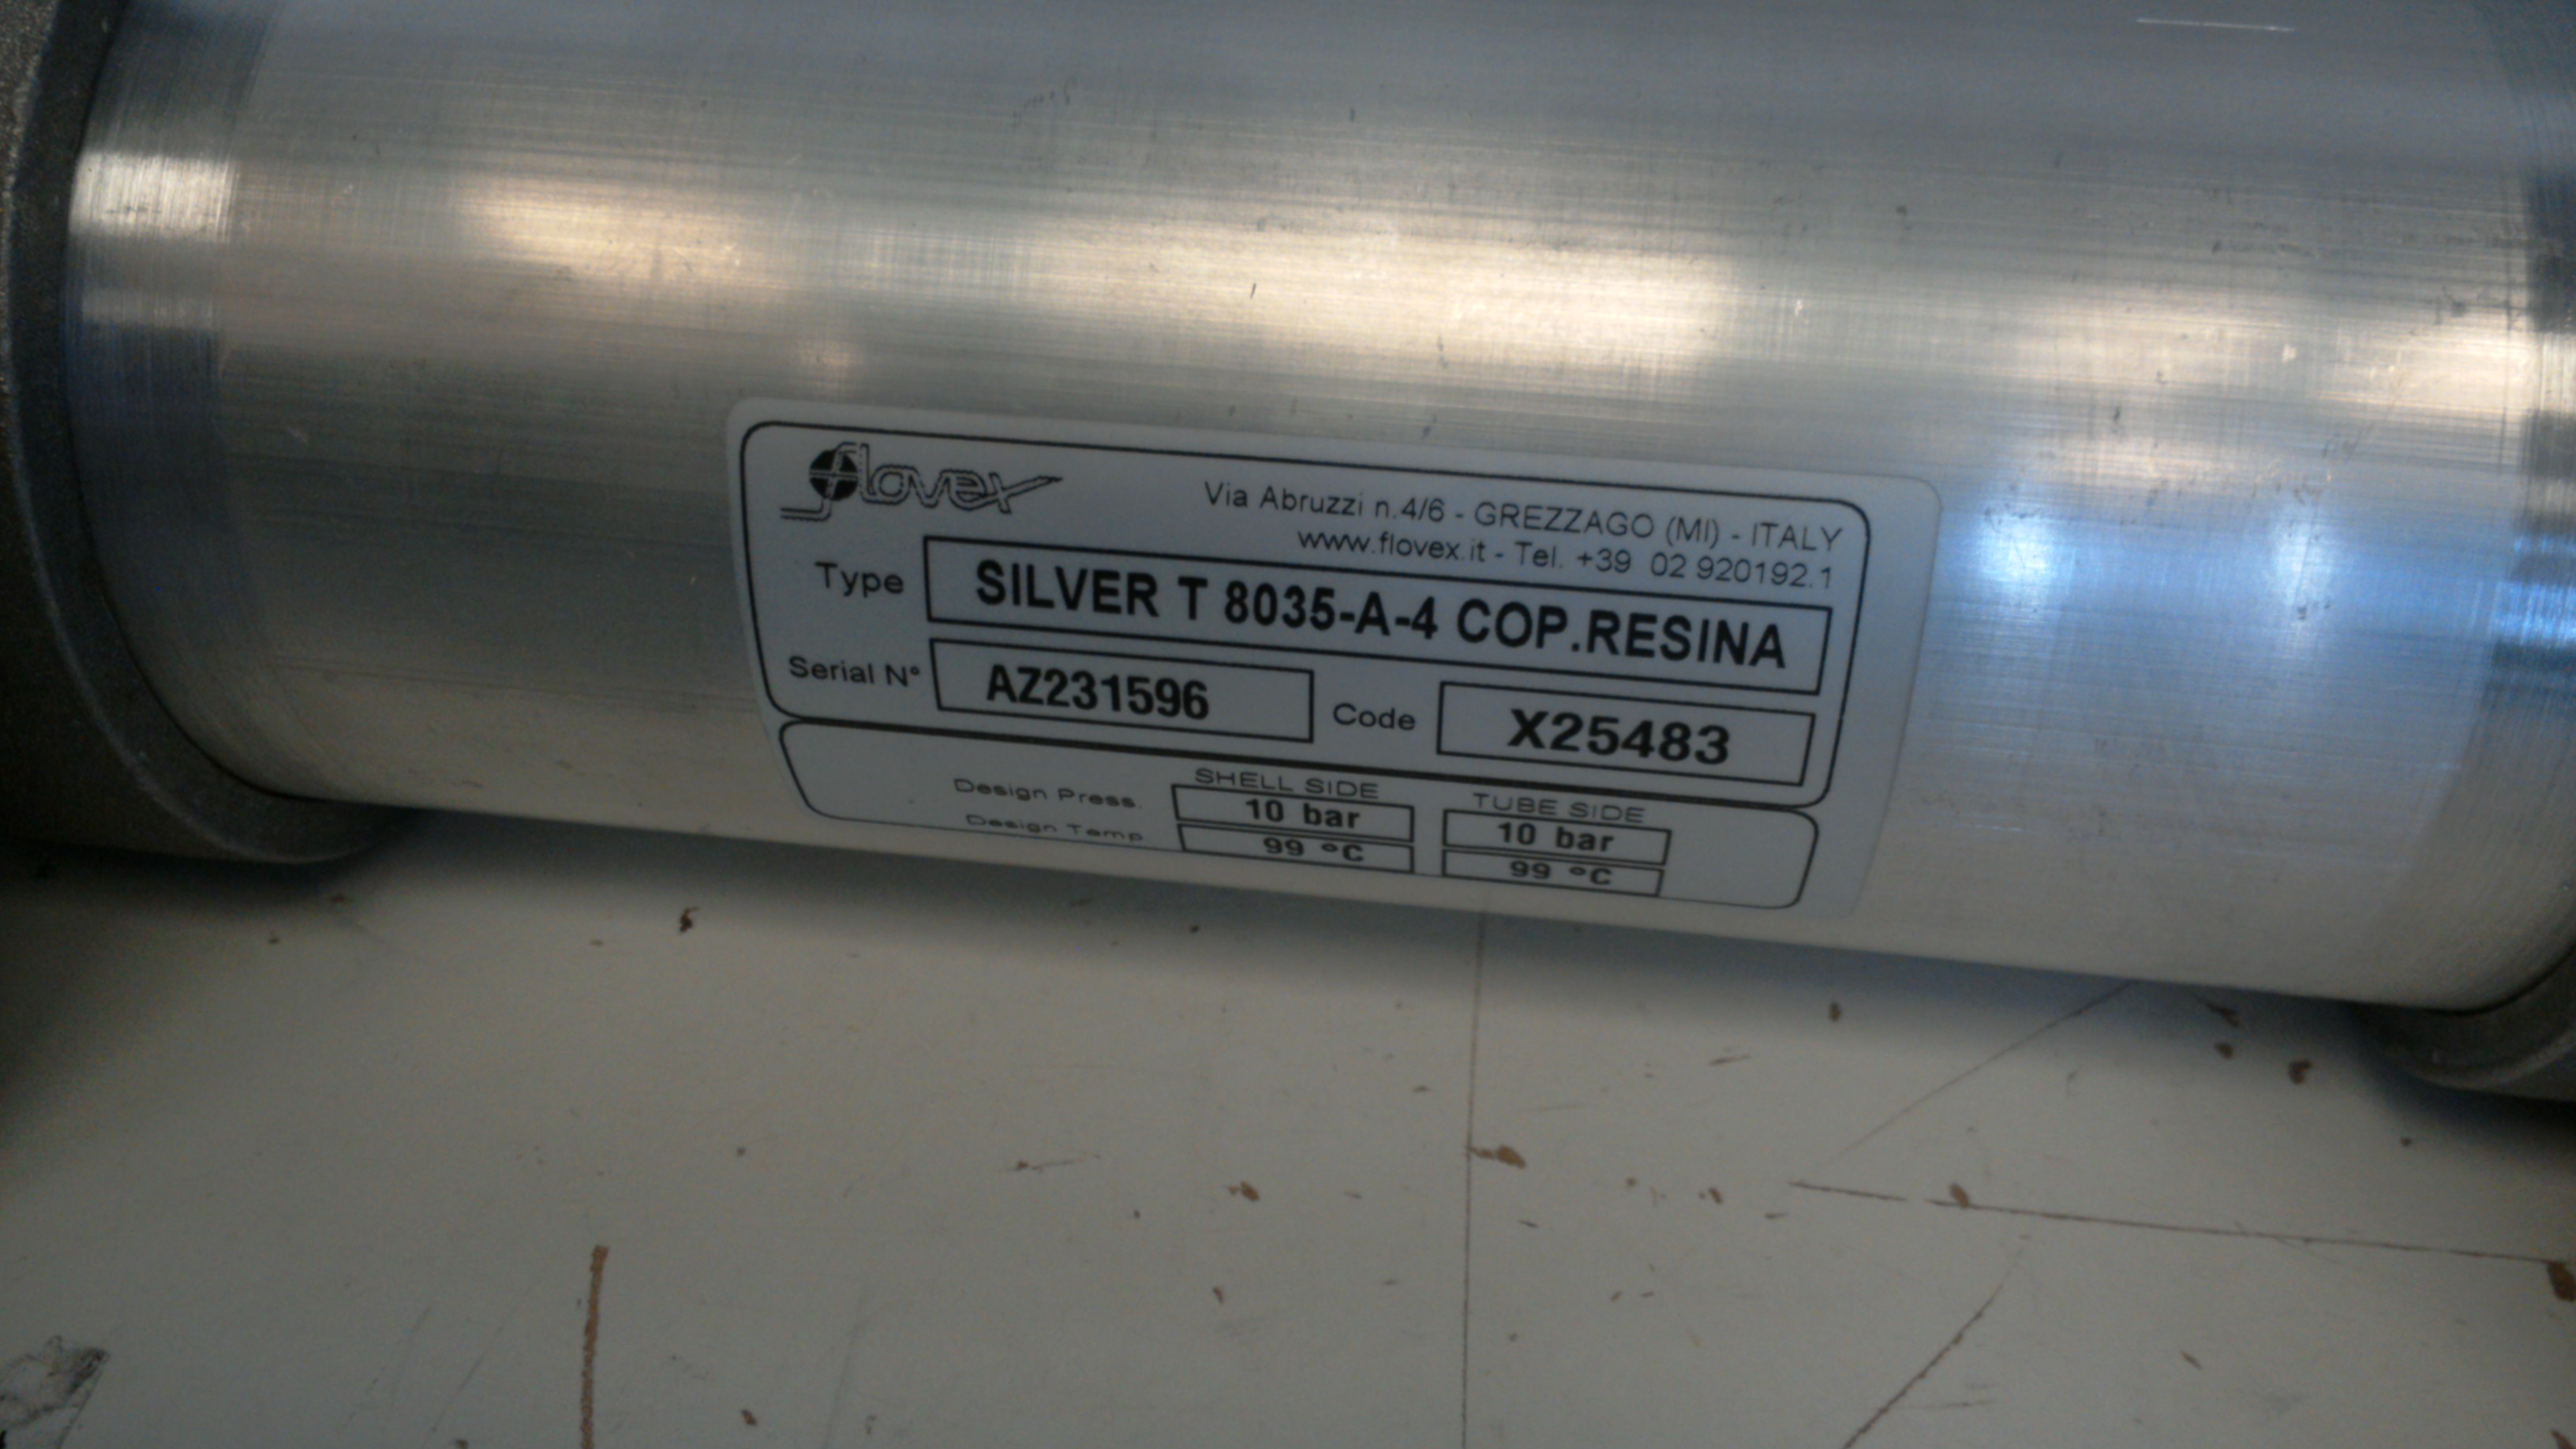 flovex
Via Abruzzi n.4/6 - GREZZAGO (MI) - ITALY
www.flovex.it - Tel. +39 02 920192.1
Type SILVER T 8035-A-4 COP.RESINA
Serial N° AZ231596 Code X25483
SHELL SIDE TUBE SIDE
Design Press. 10 bar 10 bar
Design Temp 99 °C 99 °C